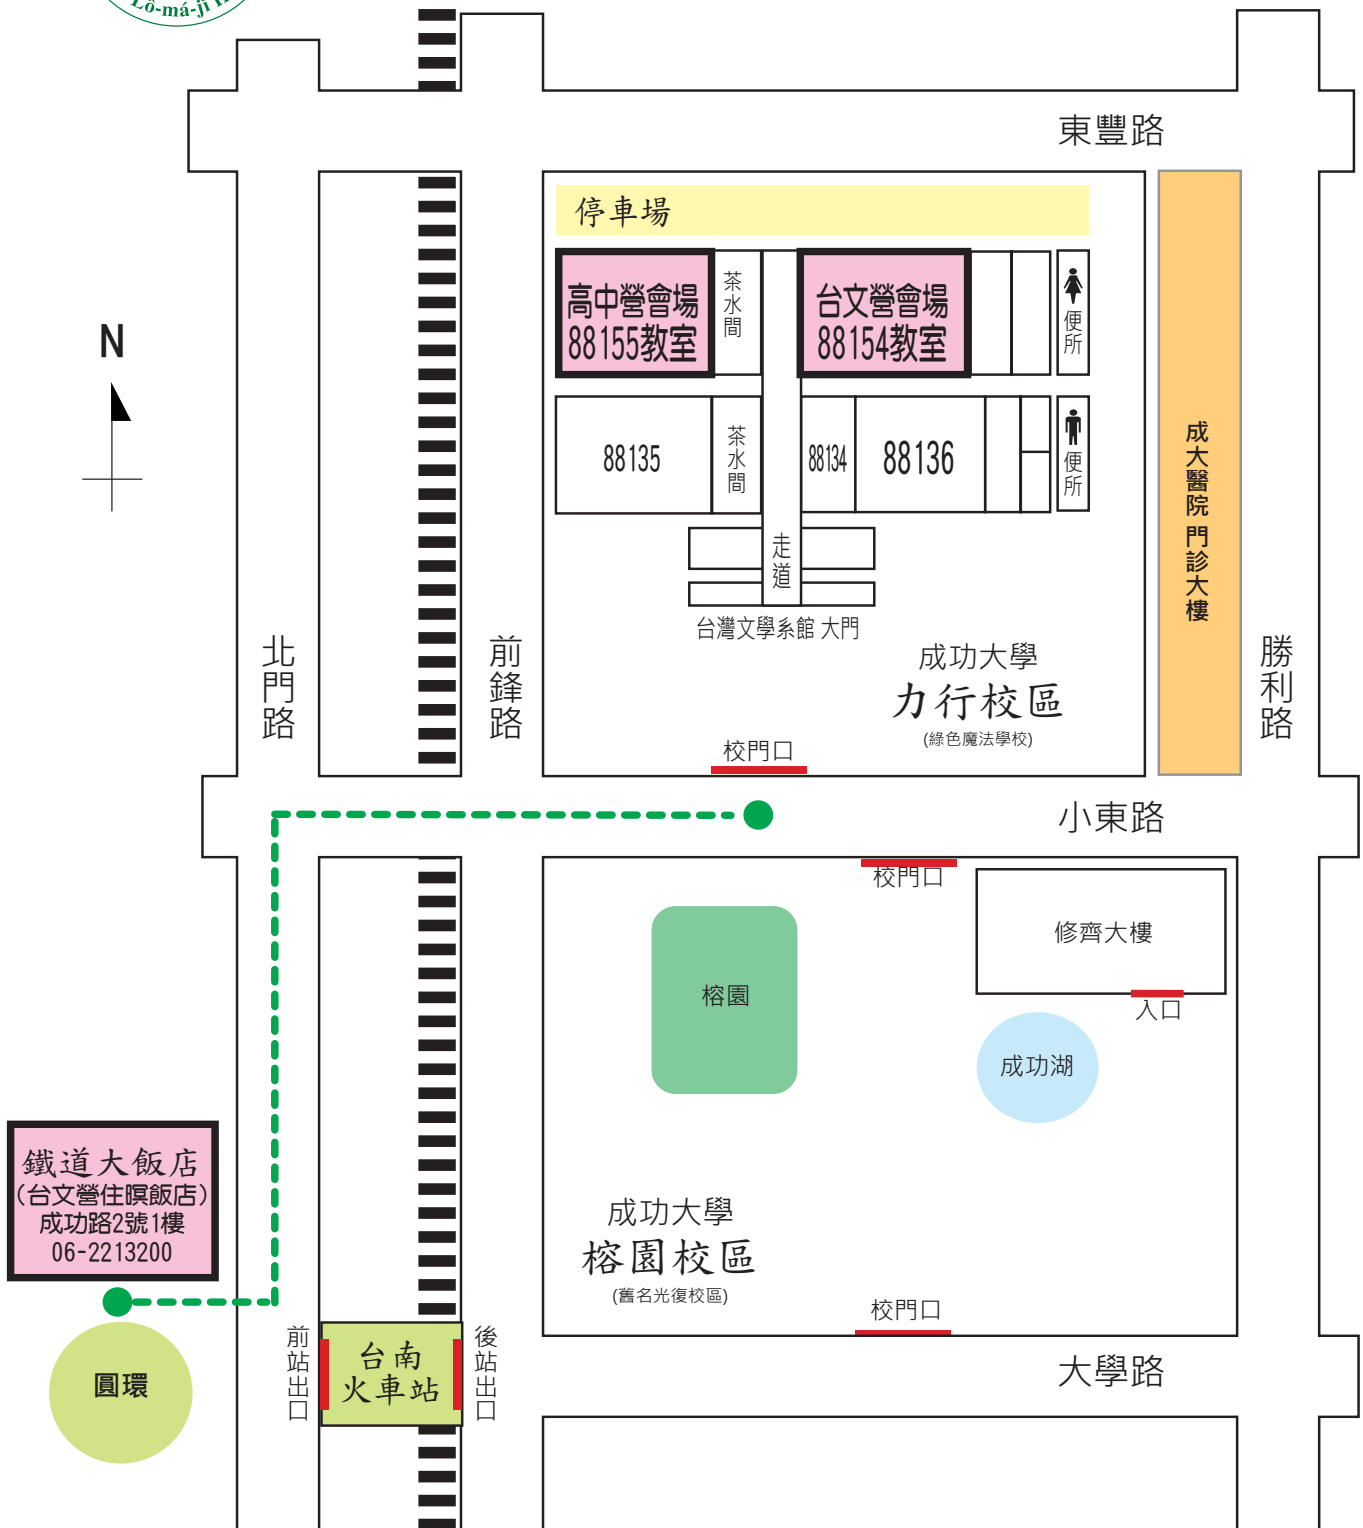 Lô-má-jī
東豐路
停車場
高中營會場
88155教室
茶水間
台文營會場
88154教室
便所
N
88135
茶水間
88134
88136
便所
成大醫院 門診大樓
走道
台灣文學系館 大門
北門路
前鋒路
成功大學
力行校區
(綠色魔法學校)
勝利路
校門口
小東路
校門口
修齊大樓
榕園
入口
成功湖
鐵道大飯店
(台文營住暝飯店)
成功路2號1樓
06-2213200
成功大學
榕園校區
(舊名光復校區)
校門口
前站出口
台南
火車站
後站出口
大學路
圓環